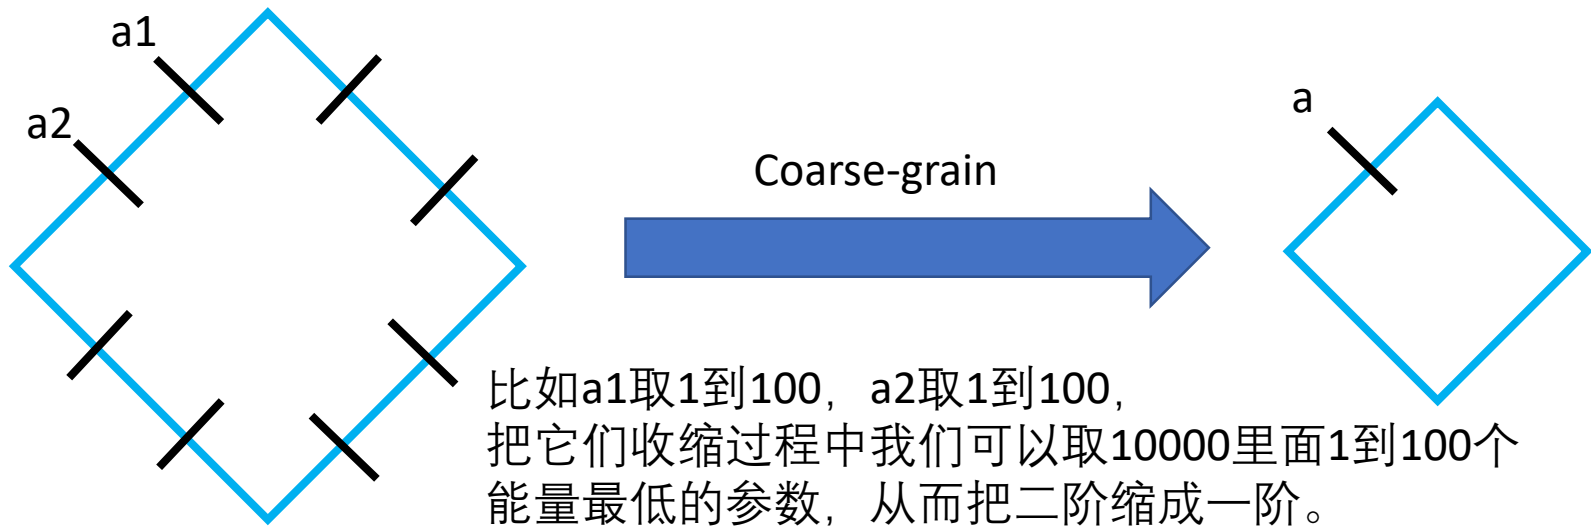 a1
a2
Coarse-grain
a
比如a1取1到100，a2取1到100，
把它们收缩过程中我们可以取10000里面1到100个
能量最低的参数，从而把二阶缩成一阶。